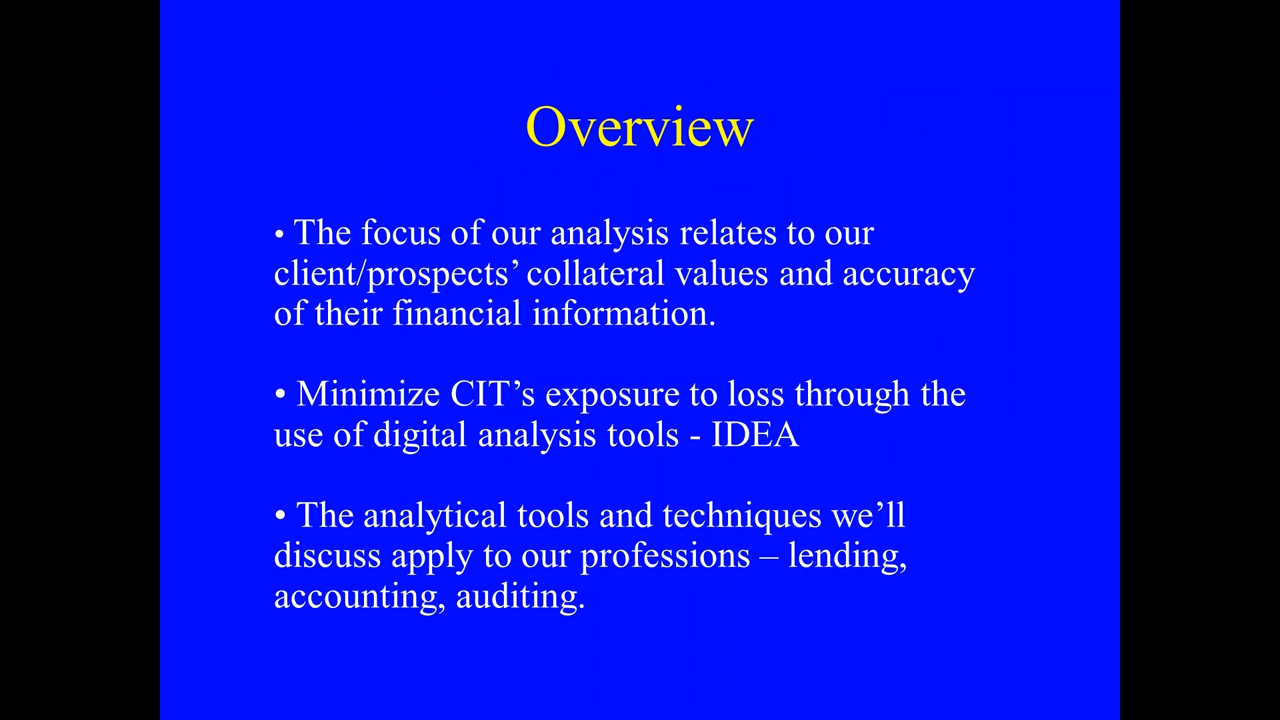 Overview
• The focus of our analysis relates to our
client/prospects’ collateral values and accuracy
of their financial information.
• Minimize CIT’s exposure to loss through the
use of digital analysis tools - IDEA
• The analytical tools and techniques we’ll
discuss apply to our professions – lending,
accounting, auditing.